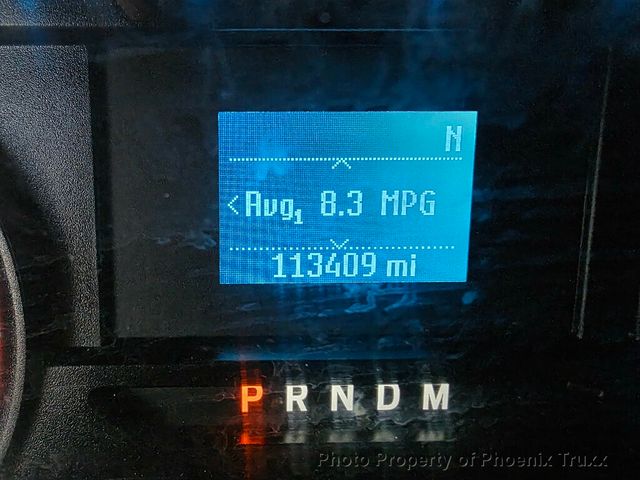 N
<Avg1 8.3 MPG
113409 mi
P R N D M
Photo Property of Phoenix Truxx